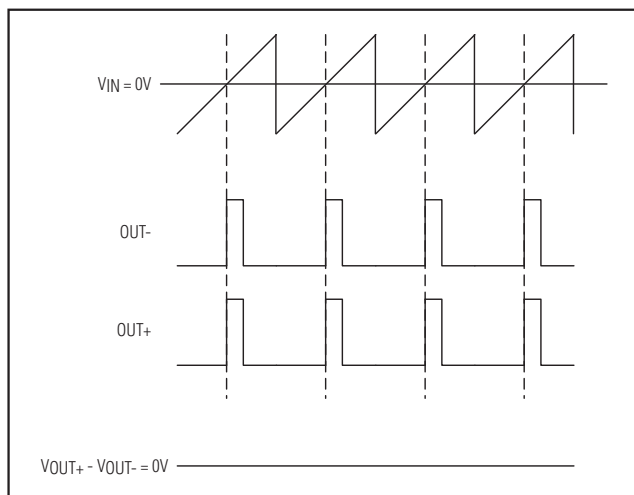 VIN = 0V
OUT-
OUT+
VOUT+ - VOUT- = 0V